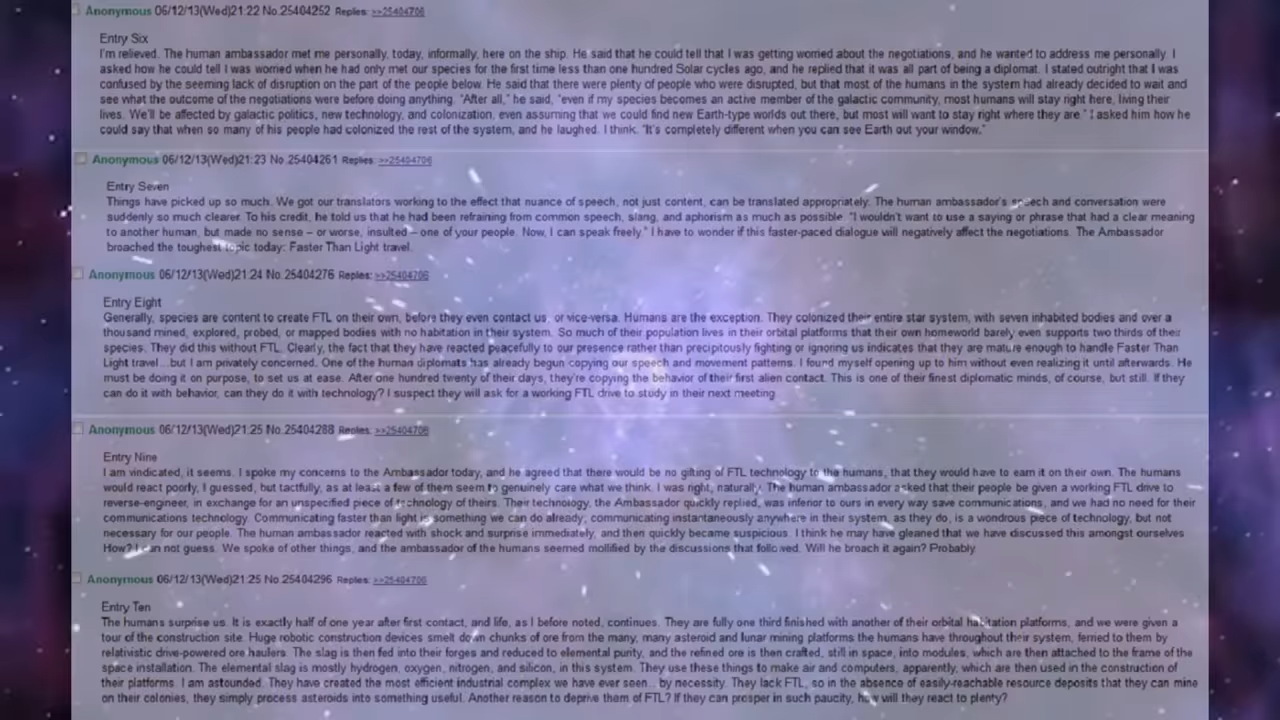 Anonymous 06/12/13(Wed)21:22 No.25404252 Replies: >>25404706
Entry Six
I'm relieved. The human ambassador met me personally, today, informally, here on the ship. He said that he could tell that I was getting worried about the negotiations, and he wanted to address me personally. I
asked how he could tell I was worried when he had only met our species for the first time less than one hundred Solar cycles ago, and he replied that it was all part of being a diplomat. I stated outright that I was
confused by the seeming lack of disruption on the part of the people below. He said that there were plenty of people who were disrupted, but that most of the humans in the system had already decided to wait and
see what the outcome of the negotiations were before doing anything. "After all," he said, "even if my species becomes an active member of the galactic community, most humans will stay right here, living their
lives. We'll be affected by galactic politics, new technology, and colonization, even assuming that we could find new Earth-type worlds out there, but most will want to stay right where they are." I asked him how he
could say that when so many of his people had colonized the rest of the system, and he laughed. I think. "It's completely different when you can see Earth out your window."
Anonymous 06/12/13(Wed)21:23 No.25404261 Replies: >>25404706
Entry Seven
Things have picked up so much. We got our translators working to the effect that nuance of speech, not just content, can be translated appropriately. The human ambassador's speech and conversation were
suddenly so much clearer. To his credit, he told us that he had been refraining from common speech, slang, and aphorism as much as possible. "I wouldn't want to use a saying or phrase that had a clear meaning
to another human, but made no sense – or worse, insulted – one of your people. Now, I can speak freely." I have to wonder if this faster-paced dialogue will negatively affect the negotiations. The Ambassador
broached the toughest topic today: Faster Than Light travel.
Anonymous 06/12/13(Wed)21:24 No.25404276 Replies: >>25404706
Entry Eight
Generally, species are content to create FTL on their own, before they even contact us, or vice-versa. Humans are the exception. They colonized their entire star system, with seven inhabited bodies and over a
thousand mined, explored, probed, or mapped bodies with no habitation in their system. So much of their population lives in their orbital platforms that their own homeworld barely even supports two thirds of their
species. They did this without FTL. Clearly, the fact that they have reacted peacefully to our presence rather than precipitously fighting or ignoring us indicates that they are mature enough to handle Faster Than
Light travel...but I am privately concerned. One of the human diplomats has already begun copying our speech and movement patterns. I found myself opening up to him without even realizing it until afterwards. He
must be doing it on purpose, to set us at ease. After one hundred twenty of their days, they're copying the behavior of their first alien contact. This is one of their finest diplomatic minds, of course, but still. If they
can do it with behavior, can they do it with technology? I suspect they will ask for a working FTL drive to study in their next meeting.
Anonymous 06/12/13(Wed)21:25 No.25404288 Replies: >>25404706
Entry Nine
I am vindicated, it seems. I spoke my concerns to the Ambassador today, and he agreed that there would be no gifting of FTL technology to the humans, that they would have to earn it on their own. The humans
would react poorly, I guessed, but tactfully, as at least a few of them seem to genuinely care what we think. I was right, naturally. The human ambassador asked that their people be given a working FTL drive to
reverse-engineer, in exchange for an unspecified piece of technology of theirs. Their technology, the Ambassador quickly replied, was inferior to ours in every way save communications, and we had no need for their
communications technology. Communicating faster than light is something we can do already; communicating instantaneously anywhere in their system, as they do, is a wondrous piece of technology, but not
necessary for our people. The human ambassador reacted with shock and surprise immediately, and then quickly became suspicious. I think he may have gleaned that we have discussed this amongst ourselves.
How? I can not guess. We spoke of other things, and the ambassador of the humans seemed mollified by the discussions that followed. Will he broach it again? Probably.
Anonymous 06/12/13(Wed)21:25 No.25404296 Replies: >>25404706
Entry Ten
The humans surprise us. It is exactly half of one year after first contact, and life, as I before noted, continues. They are fully one third finished with another of their orbital habitation platforms, and we were given a
tour of the construction site. Huge robotic construction devices smelt down chunks of ore from the many, many asteroid and lunar mining platforms the humans have throughout their system, ferried to them by
relativistic drive-powered ore haulers. The slag is then fed into their forges and reduced to elemental purity, and the refined ore is then crafted, still in space, into modules, which are then attached to the frame of the
space installation. The elemental slag is mostly hydrogen, oxygen, nitrogen, and silicon, in this system. They use these things to make air and computers, apparently, which are then used in the construction of
their platforms. I am astounded. They have created the most efficient industrial complex we have ever seen... by necessity. They lack FTL, so in the absence of easily-reachable resource deposits that they can mine
on their colonies, they simply process asteroids into something useful. Another reason to deprive them of FTL? If they can prosper in such paucity, how will they react to plenty?